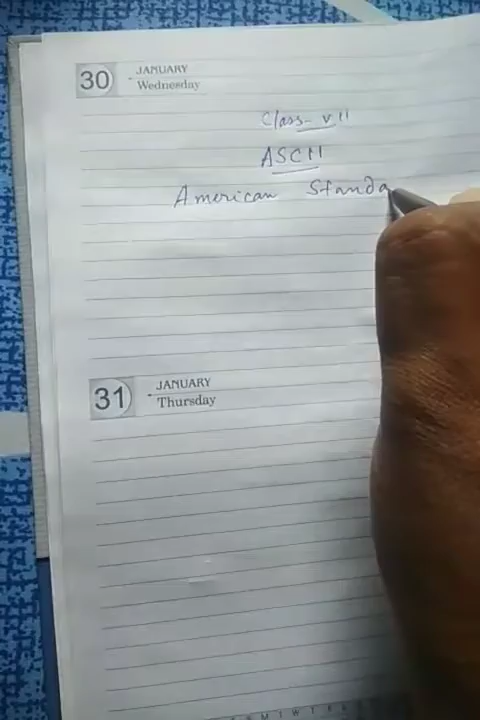 30 JANUARY
Wednesday
Class - VII
ASCII
American Standa
31 JANUARY
Thursday